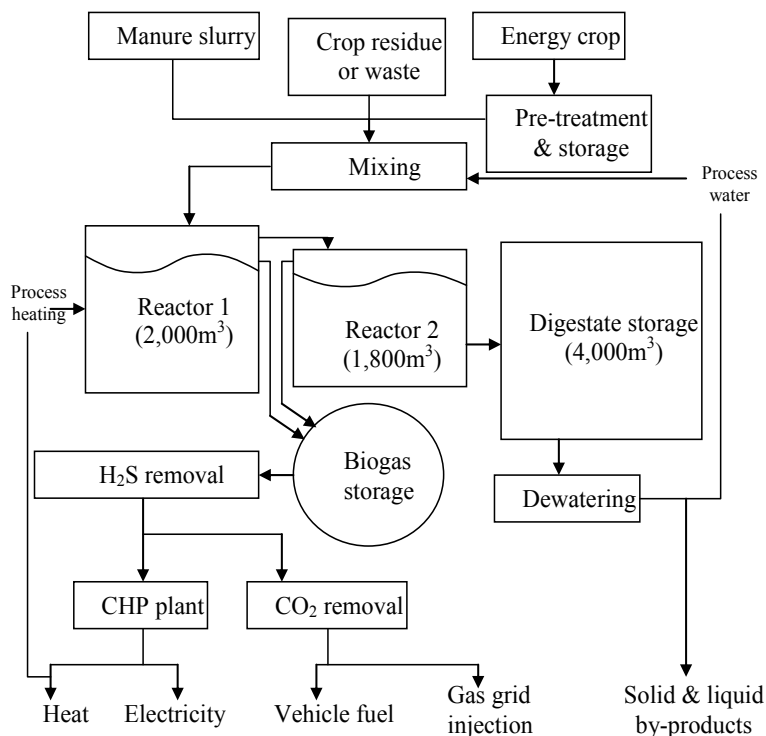 Manure slurry
Crop residue
or waste
Energy crop
Pre-treatment
& storage
Mixing
Process
water
Process
heating
Reactor 1
(2,000m³)
Reactor 2
(1,800m³)
Digestate storage
(4,000m³)
H₂S removal
Biogas
storage
Dewatering
CHP plant
CO₂ removal
Heat
Electricity
Vehicle fuel
Gas grid
injection
Solid & liquid
by-products